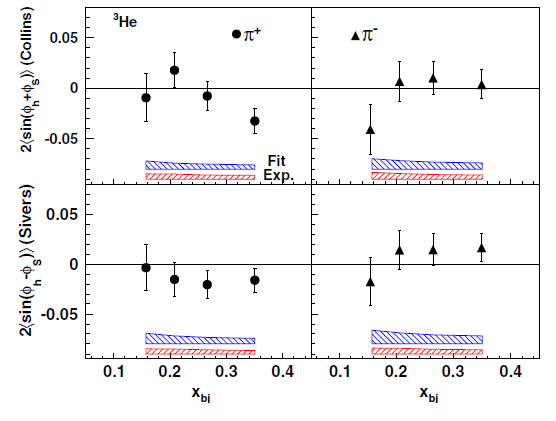 ³He
π⁺
π⁻
2⟨sin(ϕₕ+ϕₛ)⟩ (Collins)
0.05
0
-0.05
Fit
Exp.
2⟨sin(ϕₕ-ϕₛ)⟩ (Sivers)
0.05
0
-0.05
0.1 0.2 0.3 0.4 0.1 0.2 0.3 0.4
x_bj x_bj